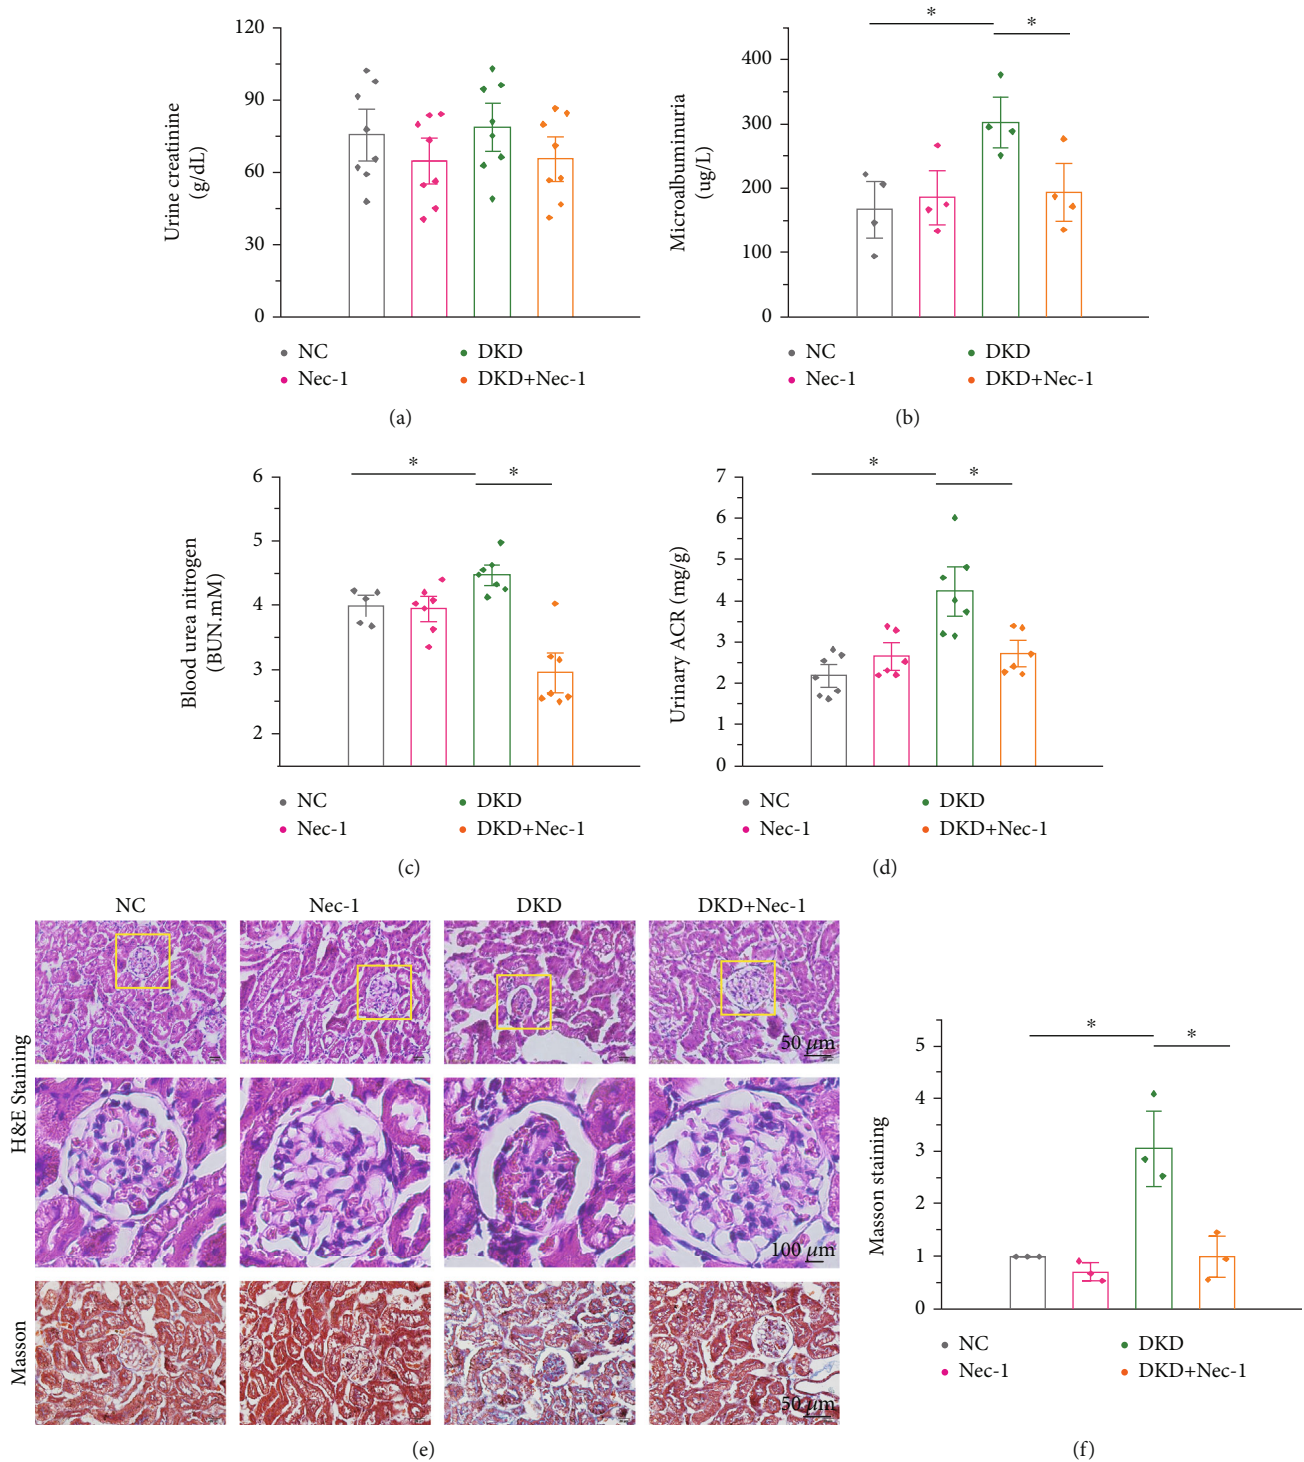 120
90
60
30
0
Urine creatinine
(g/dL)
NC
DKD
Nec-1
DKD+Nec-1
(a)
* *
400
300
200
100
0
Microalbuminuria
(ug/L)
NC
DKD
Nec-1
DKD+Nec-1
(b)
* *
6
5
4
3
2
Blood urea nitrogen
(BUN.mM)
NC
DKD
Nec-1
DKD+Nec-1
(c)
* *
7
6
5
4
3
2
1
0
Urinary ACR (mg/g)
NC
DKD
Nec-1
DKD+Nec-1
(d)
NC Nec-1 DKD DKD+Nec-1
H&E Staining
50 µm
100 µm
Masson
50 µm
(e)
* *
5
4
3
2
1
0
Masson staining
NC
DKD
Nec-1
DKD+Nec-1
(f)